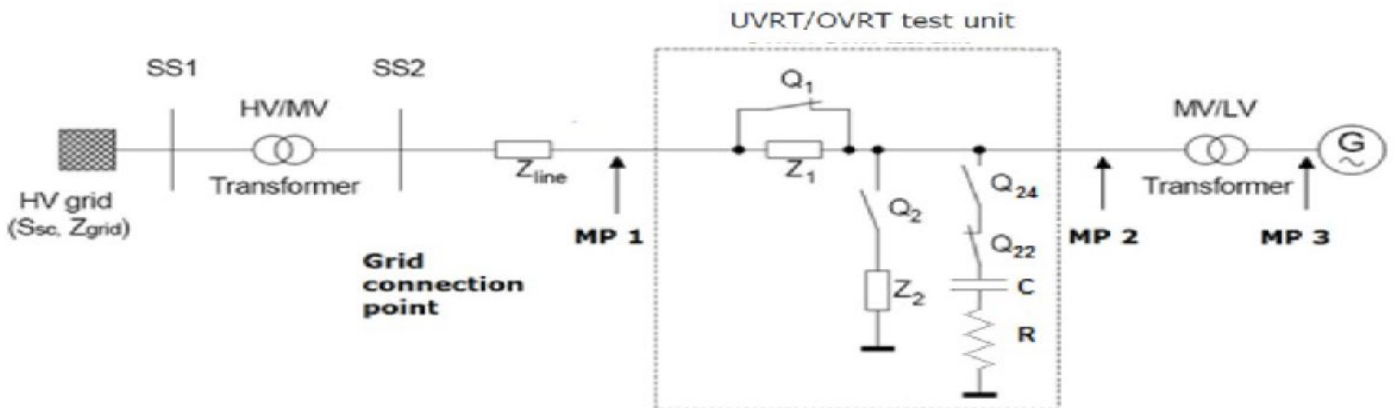 UVRT/OVRT test unit
SS1
SS2
Q1
HV/MV
MV/LV
G
~
Zline
Z1
Transformer
Transformer
HV grid
(Ssc, Zgrid)
MP 1
Q2
Q24
Q22
MP 2
MP 3
Grid
connection
point
Z2
C
R